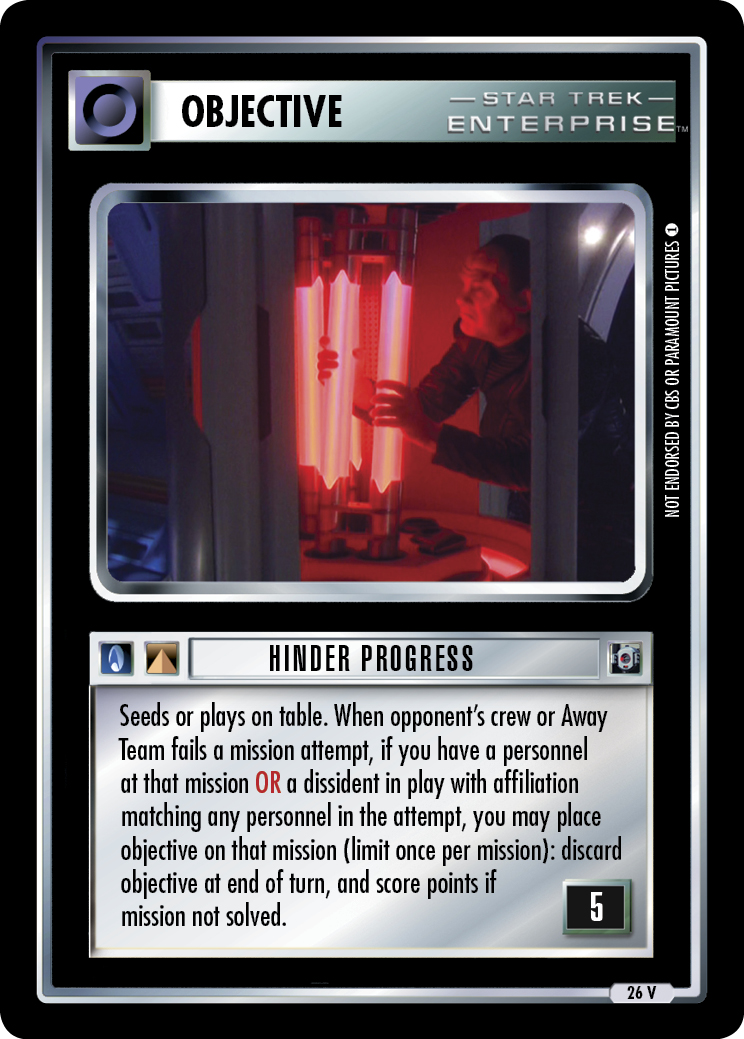 OBJECTIVE
— STAR TREK —
ENTERPRISE™
NOT ENDORSED BY CBS OR PARAMOUNT PICTURES 1
HINDER PROGRESS
Seeds or plays on table. When opponent’s crew or Away
Team fails a mission attempt, if you have a personnel
at that mission OR a dissident in play with affiliation
matching any personnel in the attempt, you may place
objective on that mission (limit once per mission): discard
objective at end of turn, and score points if
mission not solved.
5
26 V